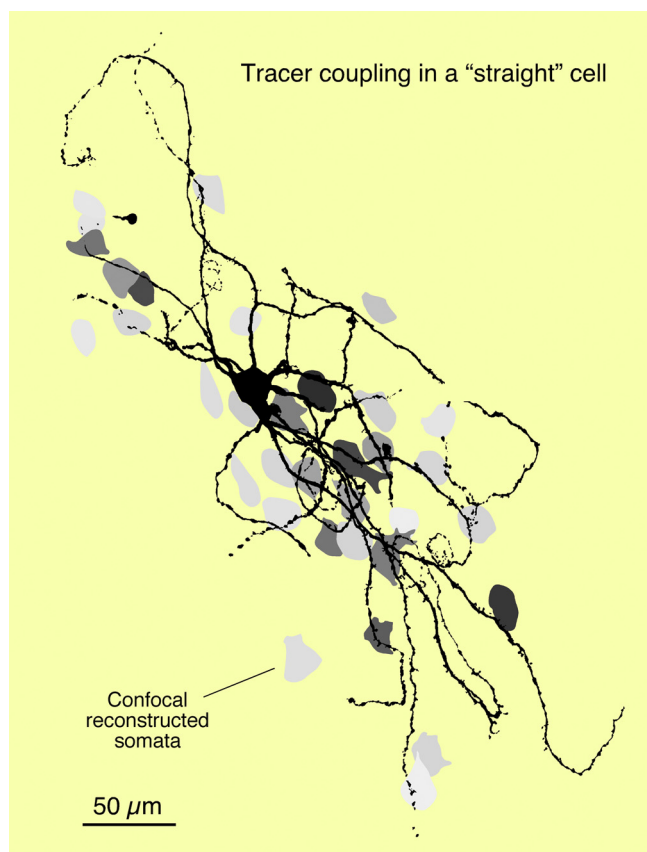 Tracer coupling in a “straight” cell
Confocal
reconstructed
somata
50 µm